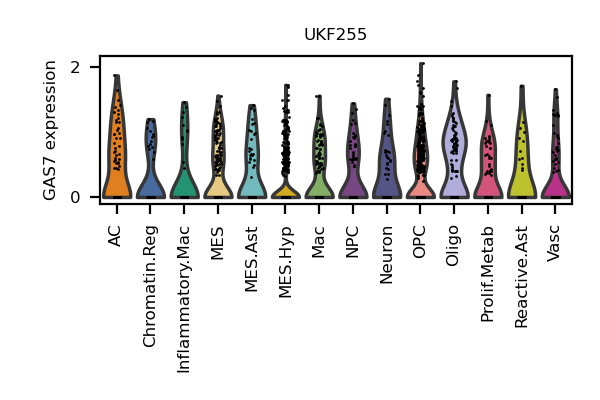 UKF255
GAS7 expression
2
0
AC
Chromatin.Reg
Inflammatory.Mac
MES
MES.Ast
MES.Hyp
Mac
NPC
Neuron
OPC
Oligo
Prolif.Metab
Reactive.Ast
Vasc